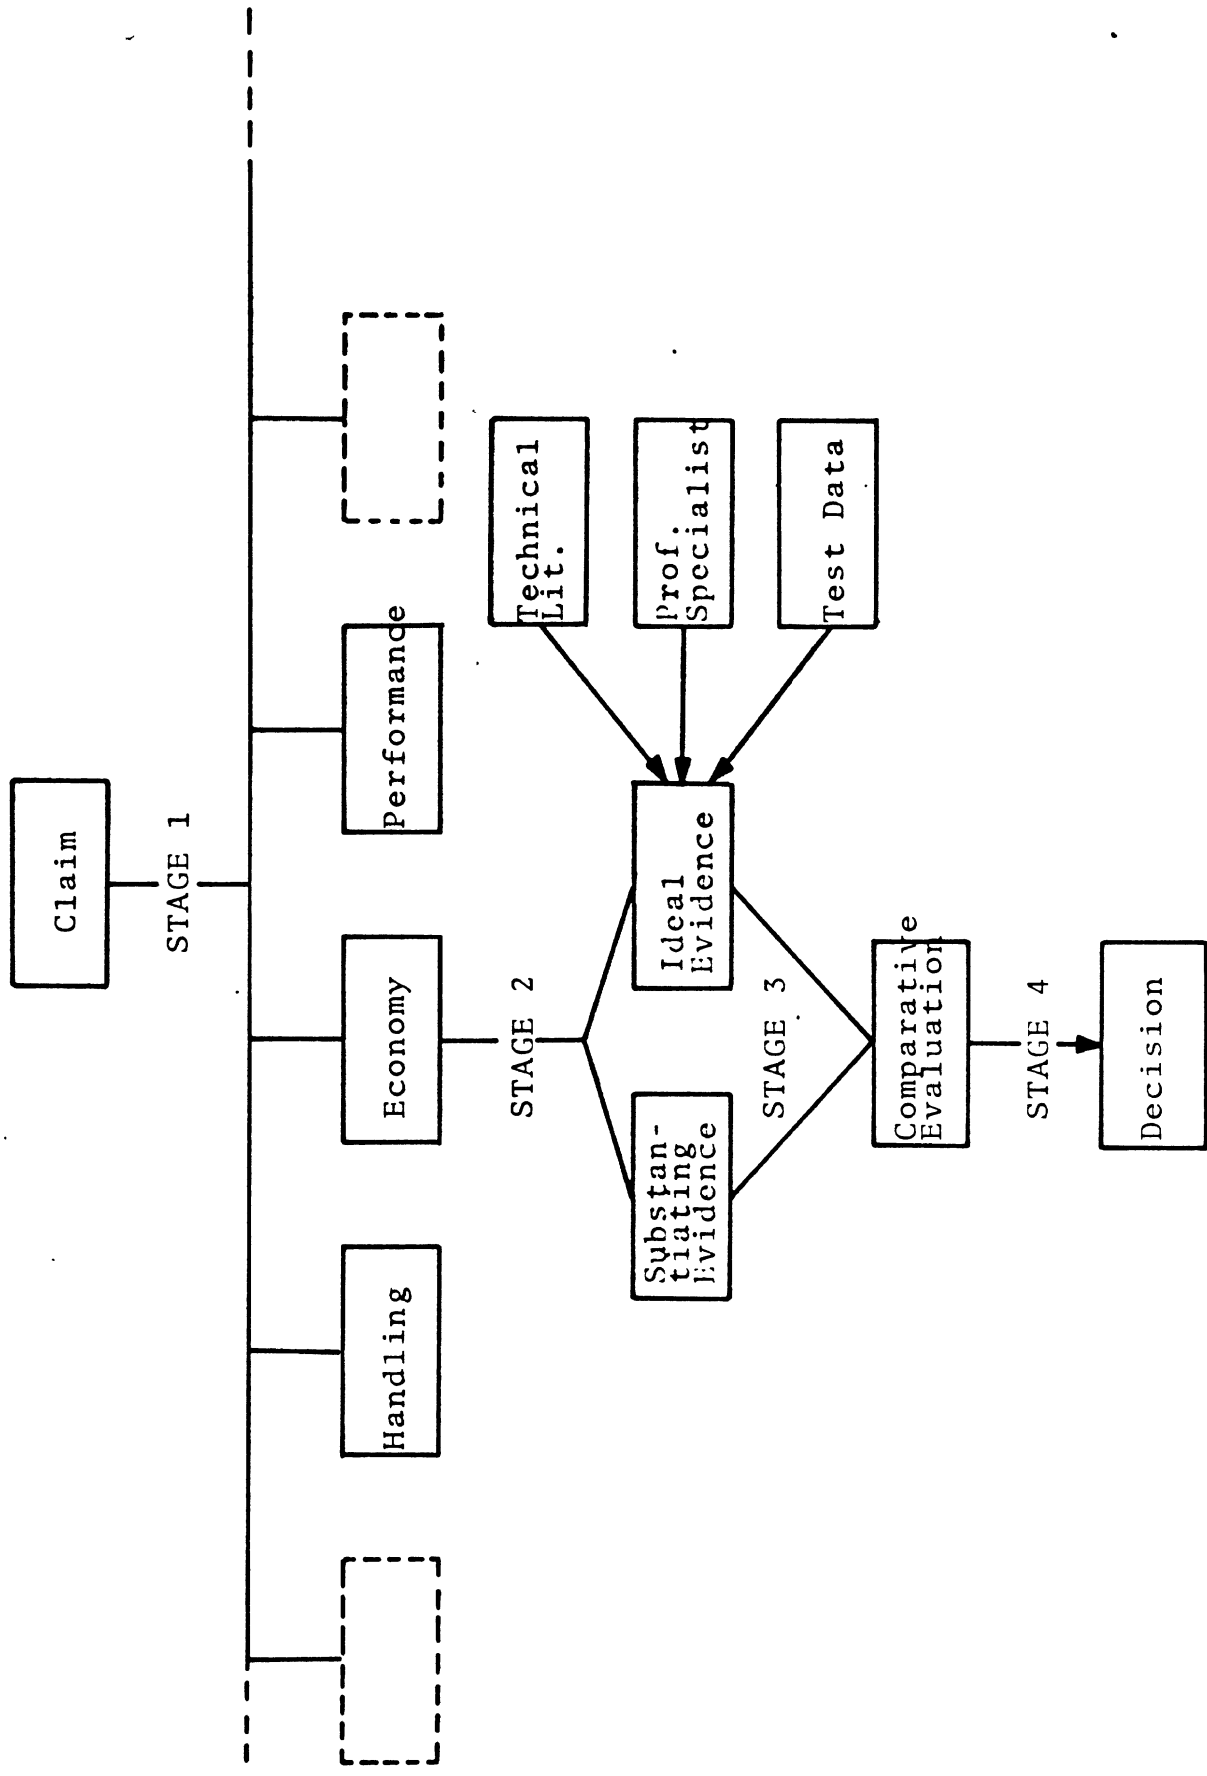 Claim
STAGE 1
Handling
Economy
Performance
STAGE 2
Technical
Lit.
Substan-
tiating
Evidence
Ideal
Evidence
Prof.
Specialist
STAGE 3
Test Data
Comparative
Evaluation
STAGE 4
Decision